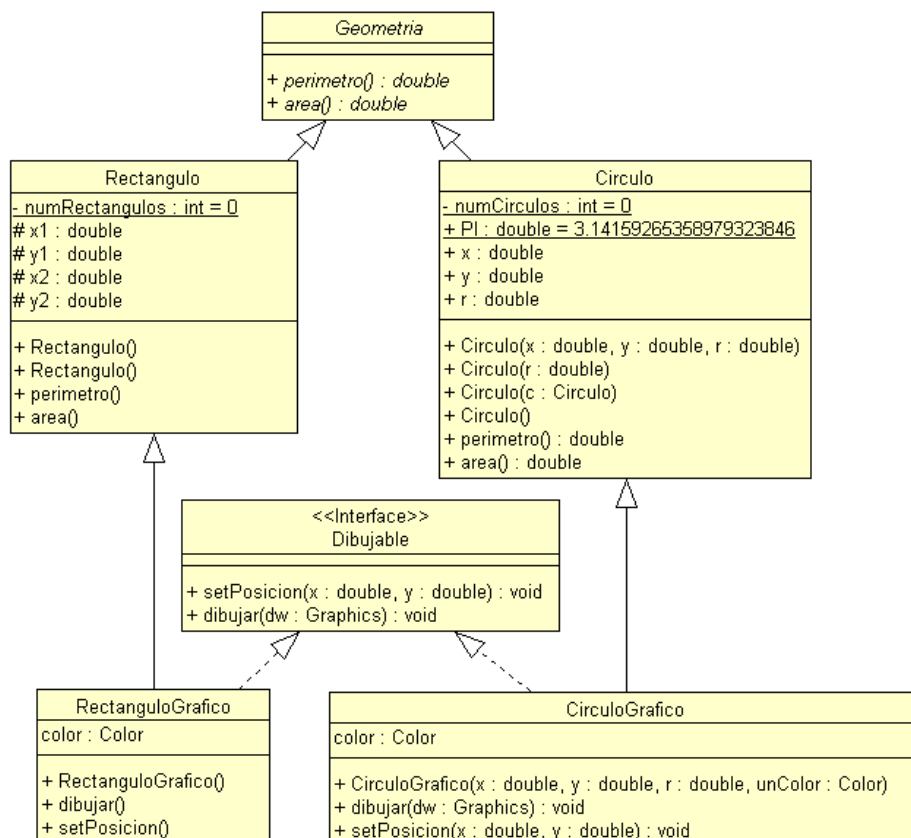 Geometria
+ perimetro() : double
+ area() : double
Rectangulo
- numRectangulos : int = 0
# x1 : double
# y1 : double
# x2 : double
# y2 : double
+ Rectangulo()
+ Rectangulo()
+ perimetro()
+ area()
Circulo
- numCirculos : int = 0
+ PI : double = 3.14159265358979323846
+ x : double
+ y : double
+ r : double
+ Circulo(x : double, y : double, r : double)
+ Circulo(r : double)
+ Circulo(c : Circulo)
+ Circulo()
+ perimetro() : double
+ area() : double
<<Interface>>
Dibujable
+ setPosicion(x : double, y : double) : void
+ dibujar(dw : Graphics) : void
RectanguloGrafico
color : Color
+ RectanguloGrafico()
+ dibujar()
+ setPosicion()
CirculoGrafico
color : Color
+ CirculoGrafico(x : double, y : double, r : double, unColor : Color)
+ dibujar(dw : Graphics) : void
+ setPosicion(x : double, y : double) : void